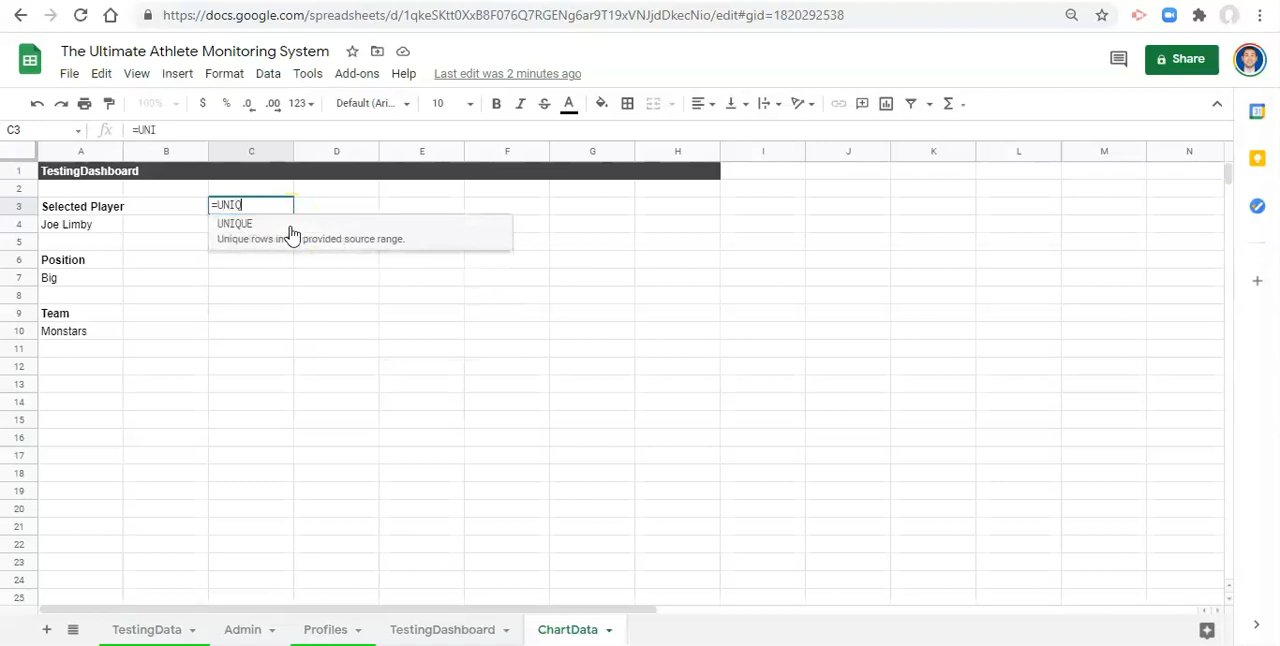 https://docs.google.com/spreadsheets/d/1qkeSKtt0XxB8F076Q7RGENg6ar9T19xVNJjdDkecNio/edit#gid=1820292538
The Ultimate Athlete Monitoring System
File Edit View Insert Format Data Tools Add-ons Help Last edit was 2 minutes ago
Share
100% $ % .0 .00 123 Default (Ari... 10 B I S A Σ
C3 fx =UNI
A B C D E F G H I J K L M N
1 TestingDashboard
2
3 Selected Player =UNIQ
4 Joe Limby UNIQUE
5 Unique rows in provided source range.
6 Position
7 Big
8
9 Team
10 Monstars
11
12
13
14
15
16
17
18
19
20
21
22
23
24
25
+ TestingData Admin Profiles TestingDashboard ChartData